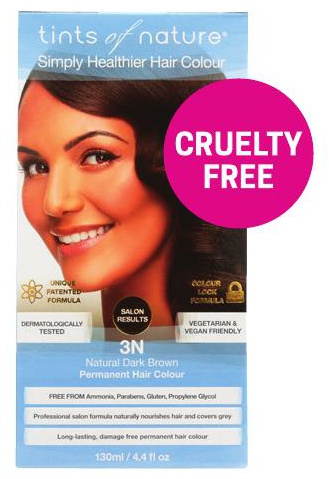 tints of nature®
Simply Healthier Hair Colour
CRUELTY
FREE
UNIQUE
PATENTED
FORMULA
COLOUR
LOCK
FORMULA
SALON
RESULTS
DERMATOLOGICALLY
TESTED
VEGETARIAN &
VEGAN FRIENDLY
3N
Natural Dark Brown
Permanent Hair Colour
FREE FROM Ammonia, Parabens, Gluten, Propylene Glycol
Professional salon formula naturally nourishes hair and covers grey
Long-lasting, damage free permanent hair colour
130ml / 4.4 fl oz